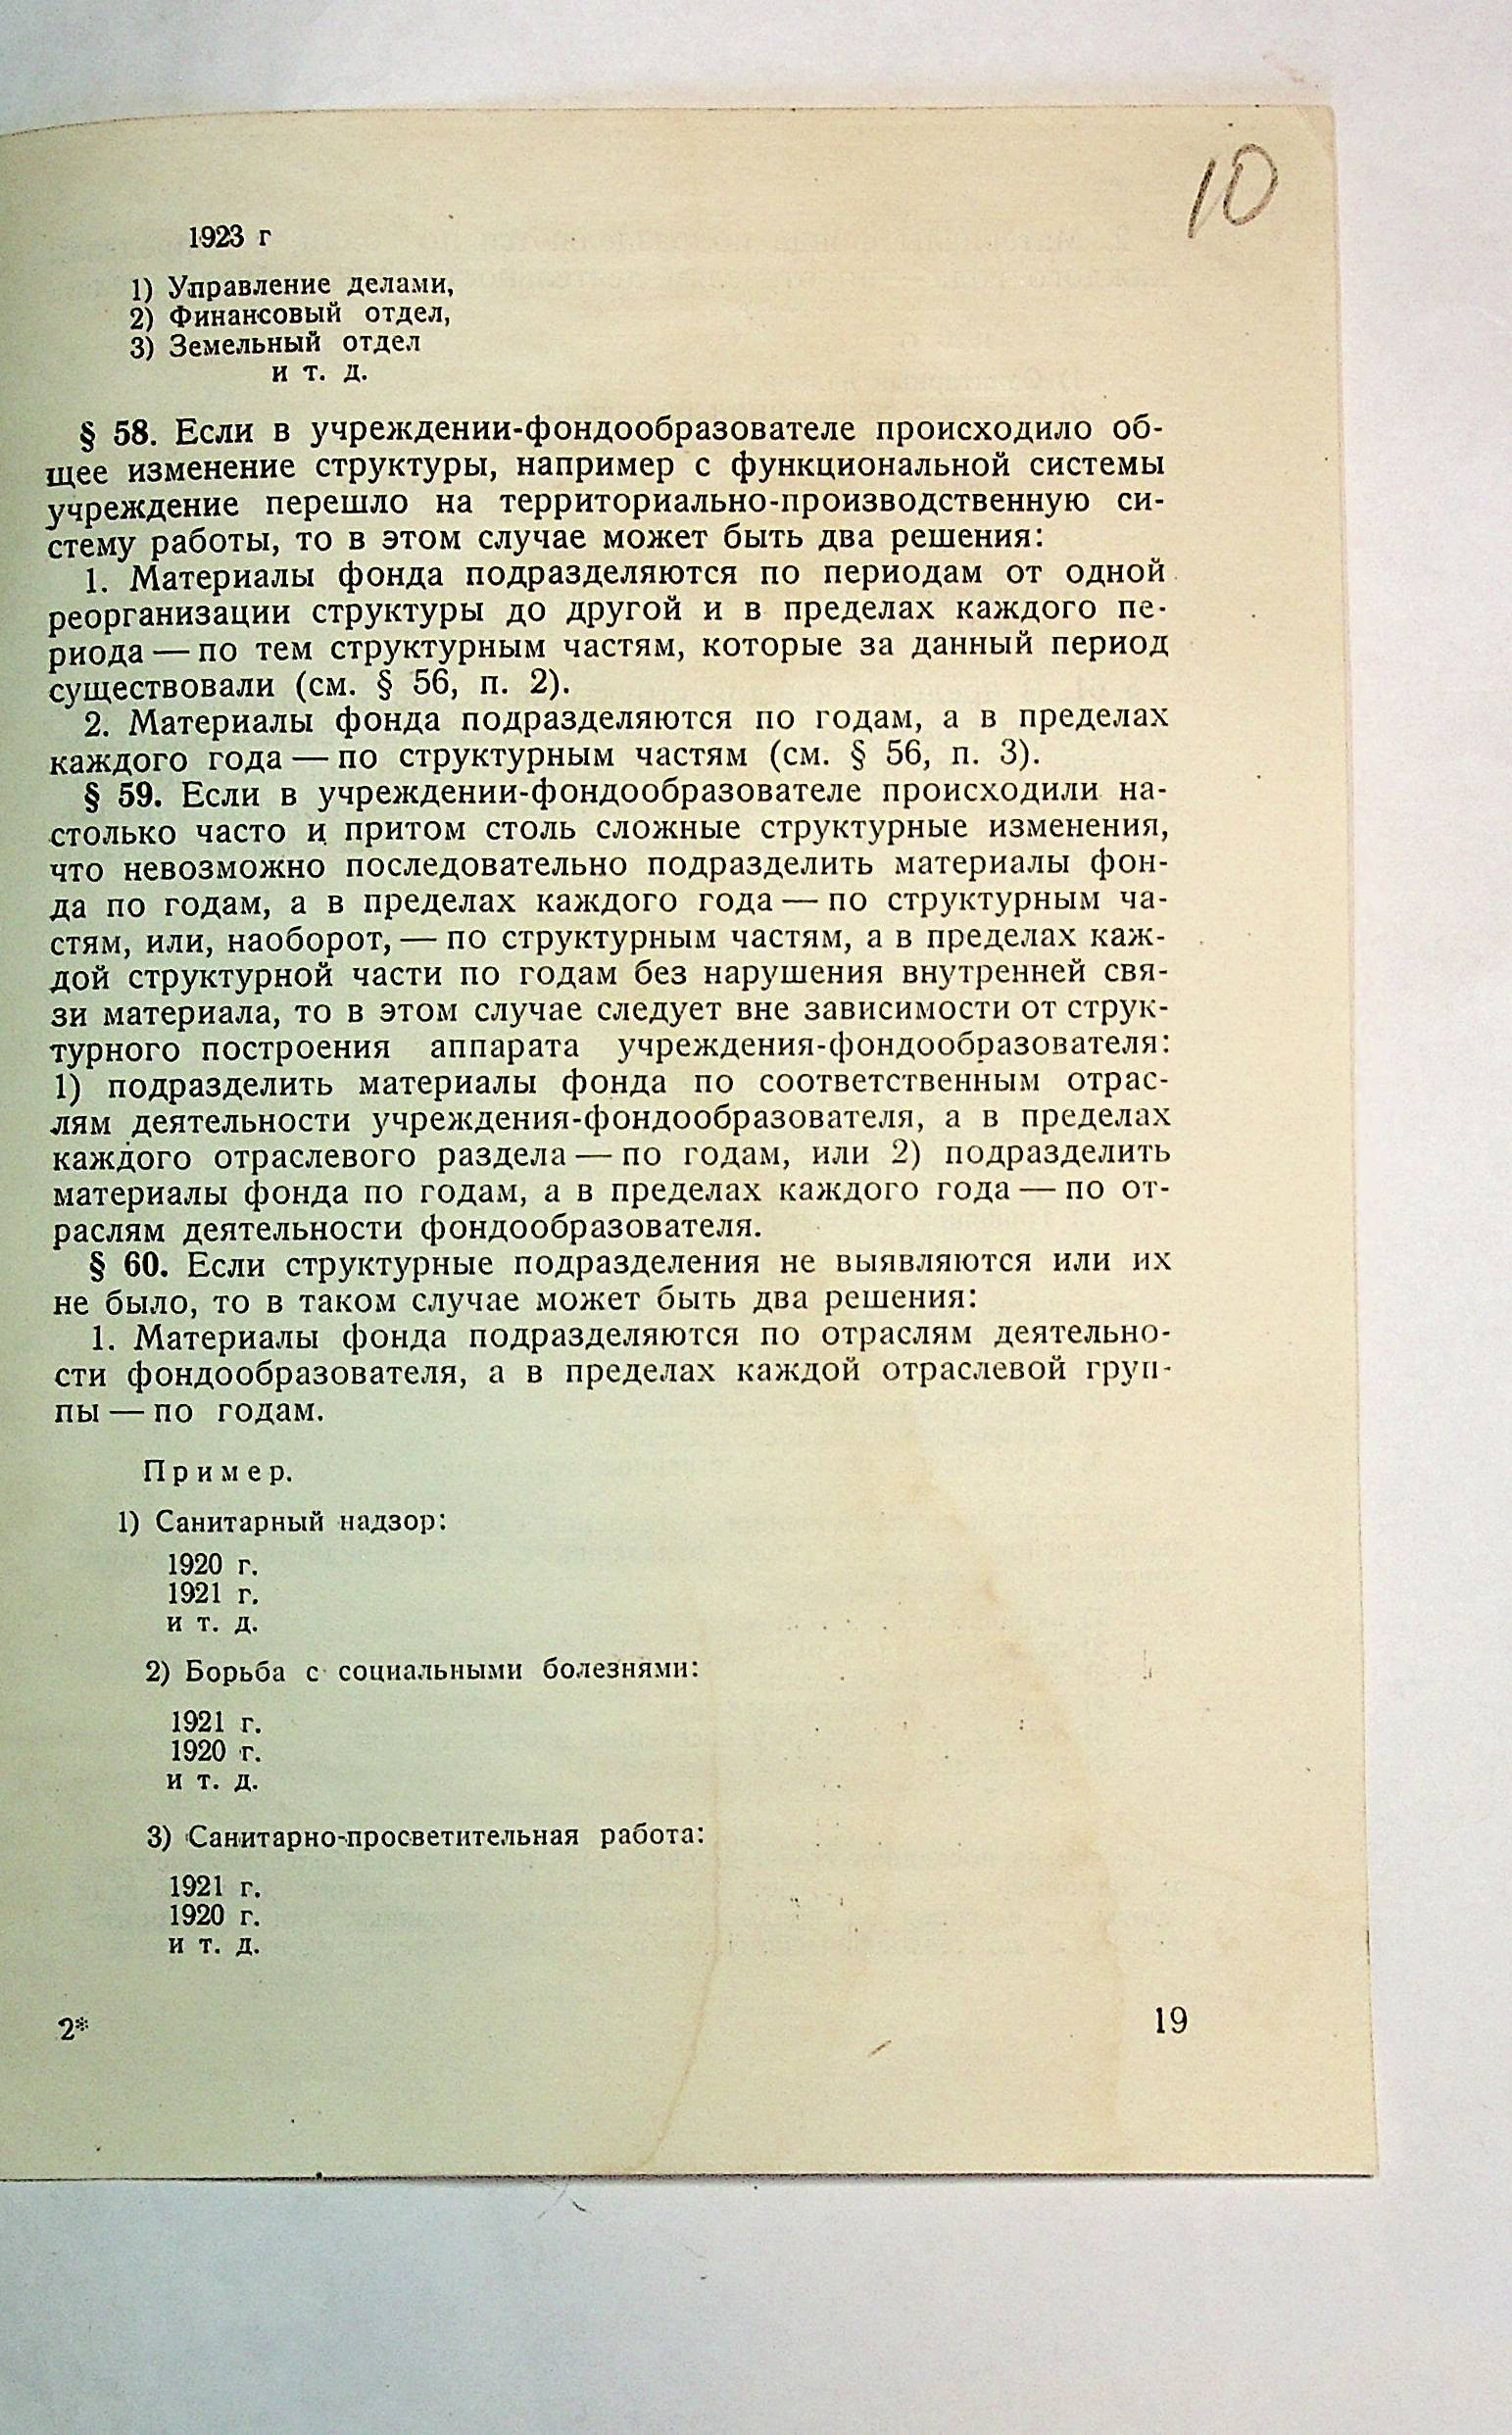 10
1923 г
1) Управление делами,
2) Финансовый отдел,
3) Земельный отдел
и т. д.
§ 58. Если в учреждении-фондообразователе происходило об-
щее изменение структуры, например с функциональной системы
учреждение перешло на территориально-производственную си-
стему работы, то в этом случае может быть два решения:
1. Материалы фонда подразделяются по периодам от одной
реорганизации структуры до другой и в пределах каждого пе-
риода — по тем структурным частям, которые за данный период
существовали (см. § 56, п. 2).
2. Материалы фонда подразделяются по годам, а в пределах
каждого года — по структурным частям (см. § 56, п. 3).
§ 59. Если в учреждении-фондообразователе происходили на-
столько часто и притом столь сложные структурные изменения,
что невозможно последовательно подразделить материалы фон-
да по годам, а в пределах каждого года — по структурным ча-
стям, или, наоборот, — по структурным частям, а в пределах каж-
дой структурной части по годам без нарушения внутренней свя-
зи материала, то в этом случае следует вне зависимости от струк-
турного построения аппарата учреждения-фондообразователя:
1) подразделить материалы фонда по соответственным отрас-
лям деятельности учреждения-фондообразователя, а в пределах
каждого отраслевого раздела — по годам, или 2) подразделить
материалы фонда по годам, а в пределах каждого года — по от-
раслям деятельности фондообразователя.
§ 60. Если структурные подразделения не выявляются или их
не было, то в таком случае может быть два решения:
1. Материалы фонда подразделяются по отраслям деятельно-
сти фондообразователя, а в пределах каждой отраслевой груп-
пы — по годам.
Пример.
1) Санитарный надзор:
1920 г.
1921 г.
и т. д.
2) Борьба с социальными болезнями:
1921 г.
1920 г.
и т. д.
3) Санитарно-просветительная работа:
1921 г.
1920 г.
и т. д.
2*
19